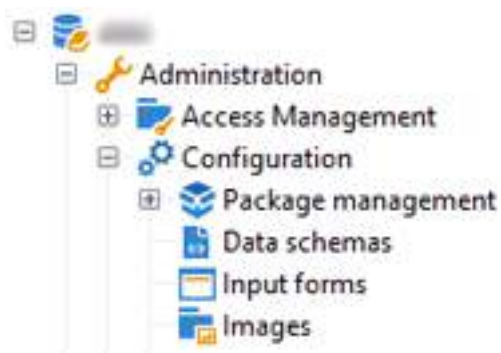 Administration
Access Management
Configuration
Package management
Data schemas
Input forms
Images